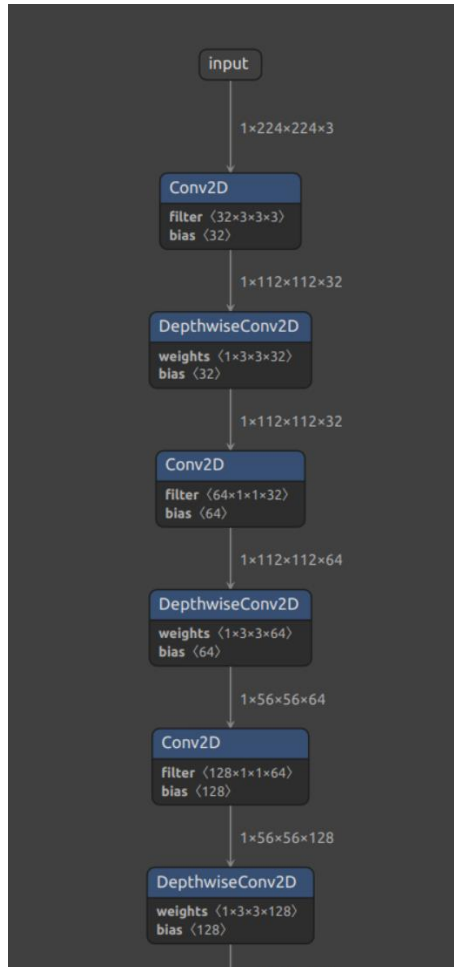 input
1×224×224×3
Conv2D
filter 〈32×3×3×3〉
bias 〈32〉
1×112×112×32
DepthwiseConv2D
weights 〈1×3×3×32〉
bias 〈32〉
1×112×112×32
Conv2D
filter 〈64×1×1×32〉
bias 〈64〉
1×112×112×64
DepthwiseConv2D
weights 〈1×3×3×64〉
bias 〈64〉
1×56×56×64
Conv2D
filter 〈128×1×1×64〉
bias 〈128〉
1×56×56×128
DepthwiseConv2D
weights 〈1×3×3×128〉
bias 〈128〉